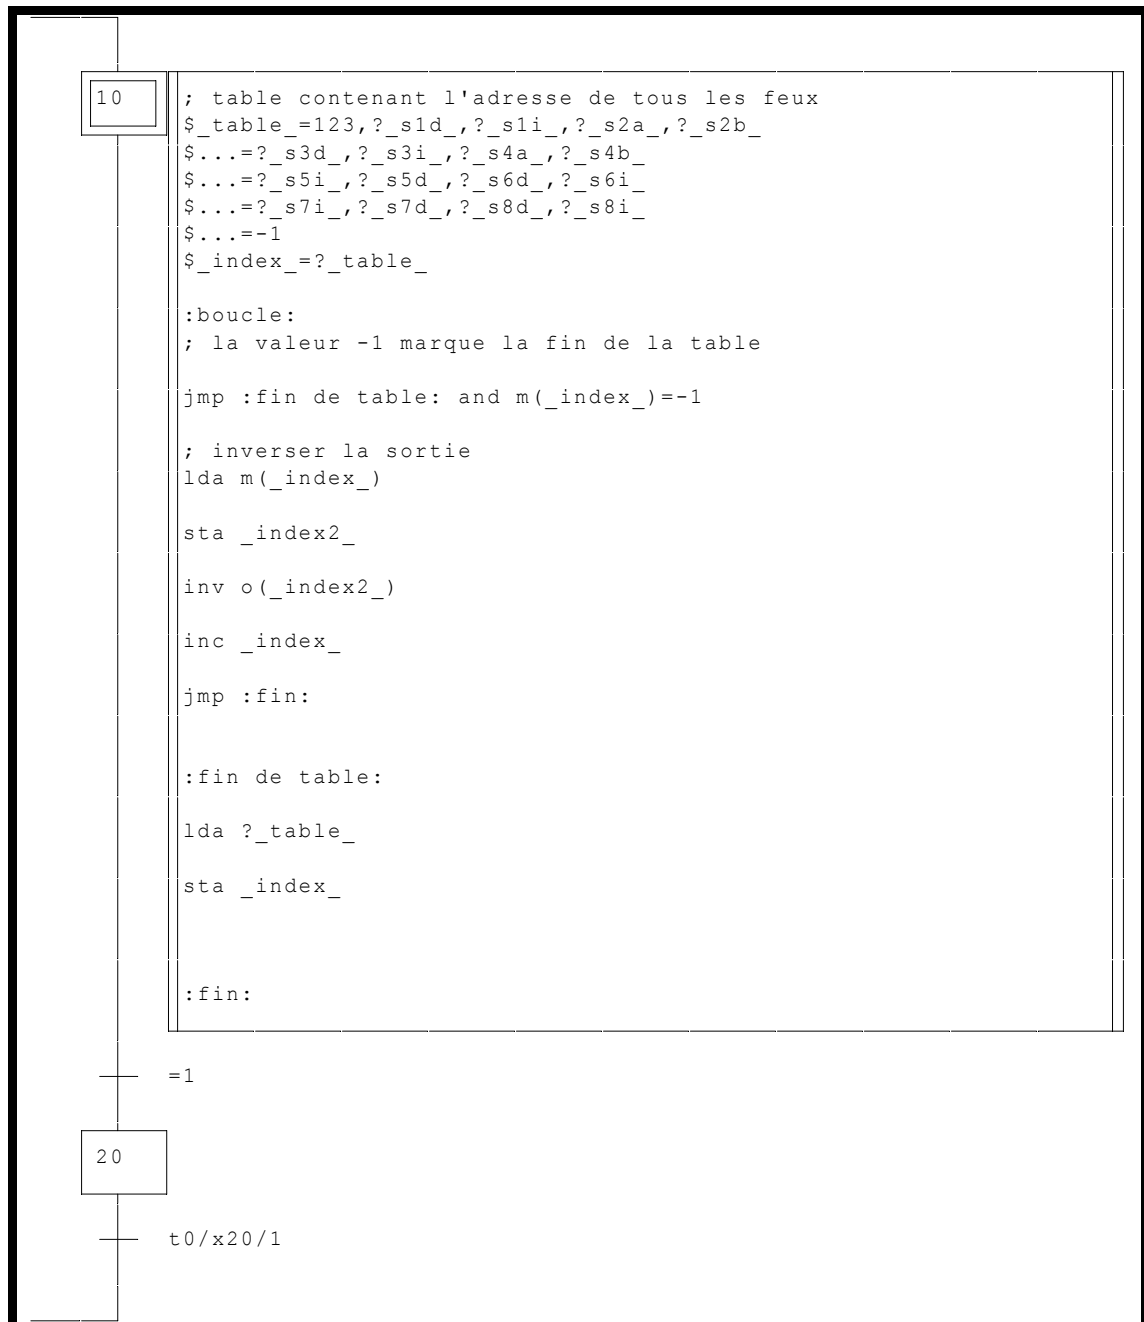 10
; table contenant l'adresse de tous les feux
$_table_=123,?_s1d_,?_s1i_,?_s2a_,?_s2b_
$...=?_s3d_,?_s3i_,?_s4a_,?_s4b_
$...=?_s5i_,?_s5d_,?_s6d_,?_s6i_
$...=?_s7i_,?_s7d_,?_s8d_,?_s8i_
$...=-1
$_index_=?_table_
:boucle:
; la valeur -1 marque la fin de la table
jmp :fin de table: and m(_index_)=-1
; inverser la sortie
lda m(_index_)
sta _index2_
inv o(_index2_)
inc _index_
jmp :fin:
:fin de table:
lda ?_table_
sta _index_
:fin:
=1
20
t0/x20/1